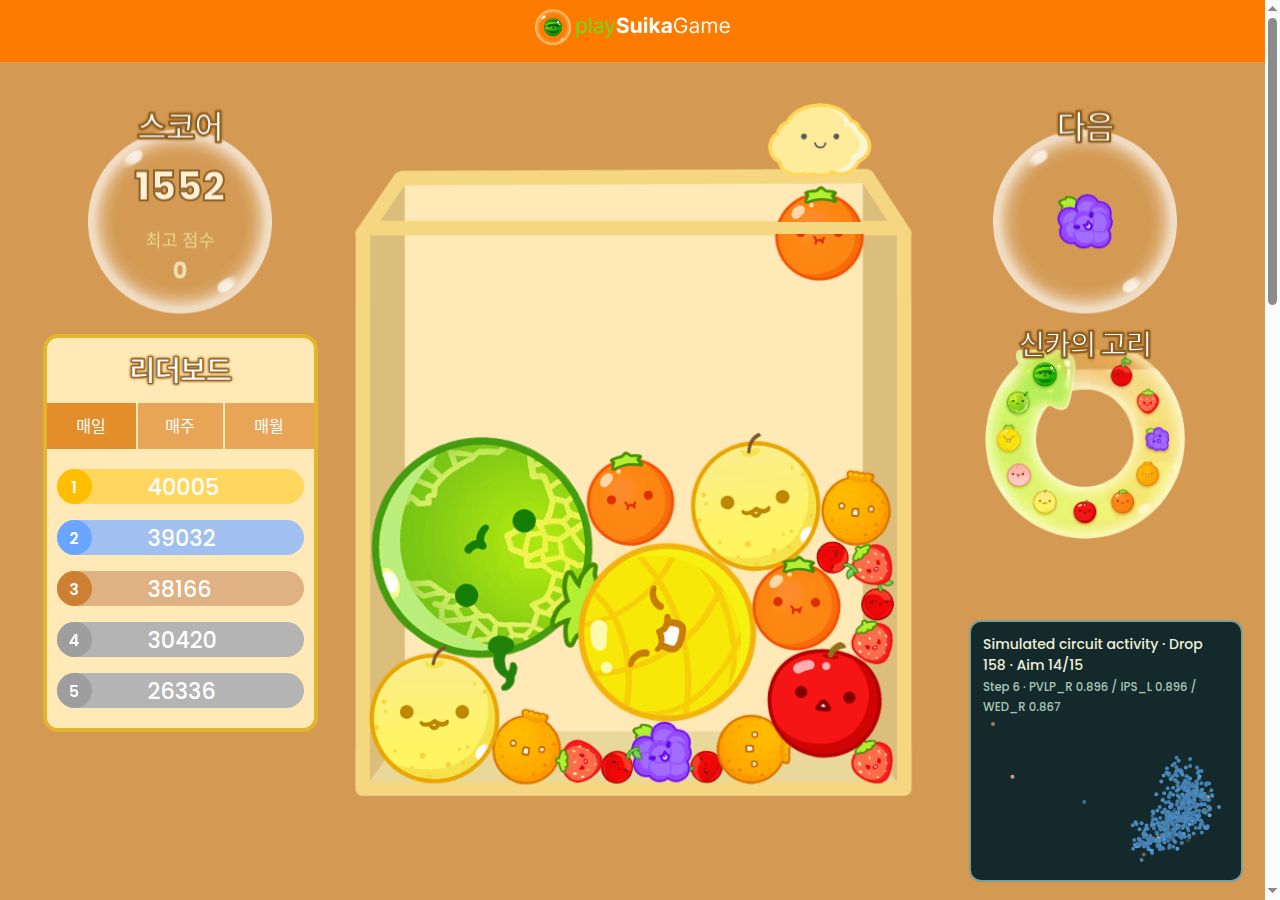 playSuikaGame
스코어
1552
최고 점수
0
리더보드
매일 매주 매월
1 40005
2 39032
3 38166
4 30420
5 26336
다음
신카의 고리
Simulated circuit activity · Drop
158 · Aim 14/15
Step 6 · PVLP_R 0.896 / IPS_L 0.896 /
WED_R 0.867